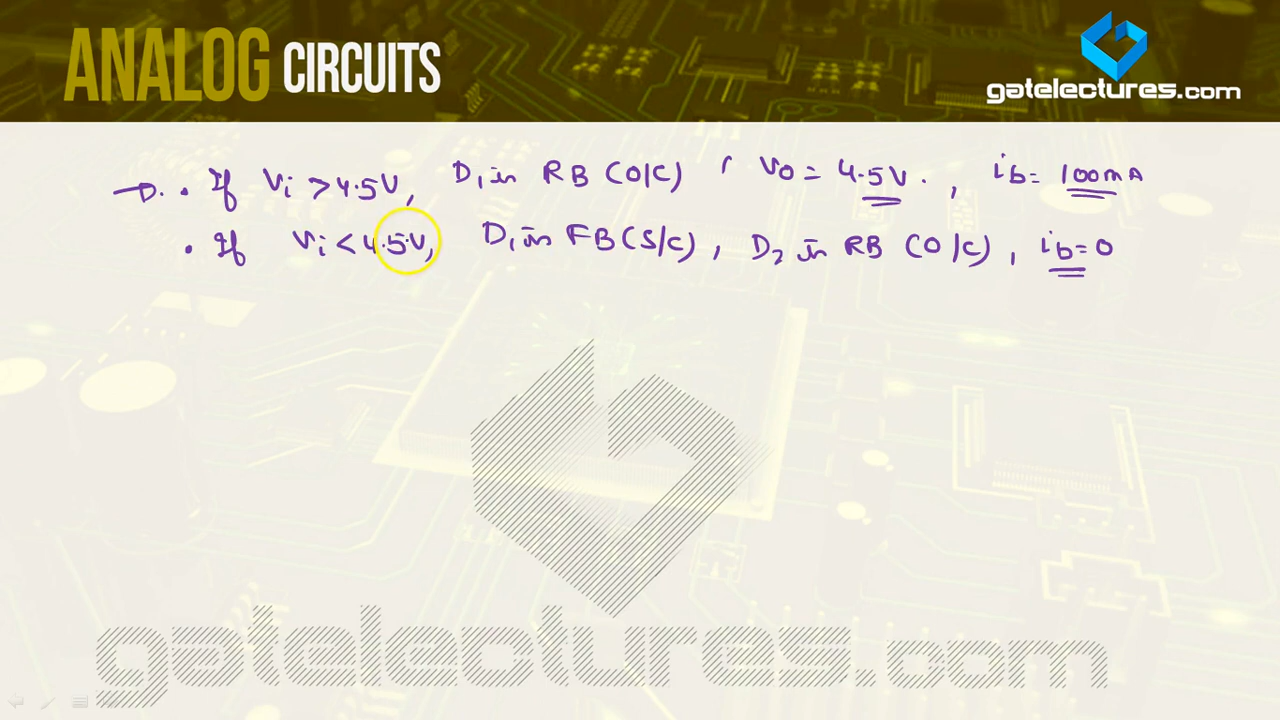 ANALOG CIRCUITS
gatelectures.com
→ D. • If Vi > 4.5V, D₁ in RB (O/C) , V0 = 4.5V. , ib = 100mA
• If Vi < 4.5V, D₁ in FB (S/C), D₂ in RB (O/C), ib = 0
gatelectures.com